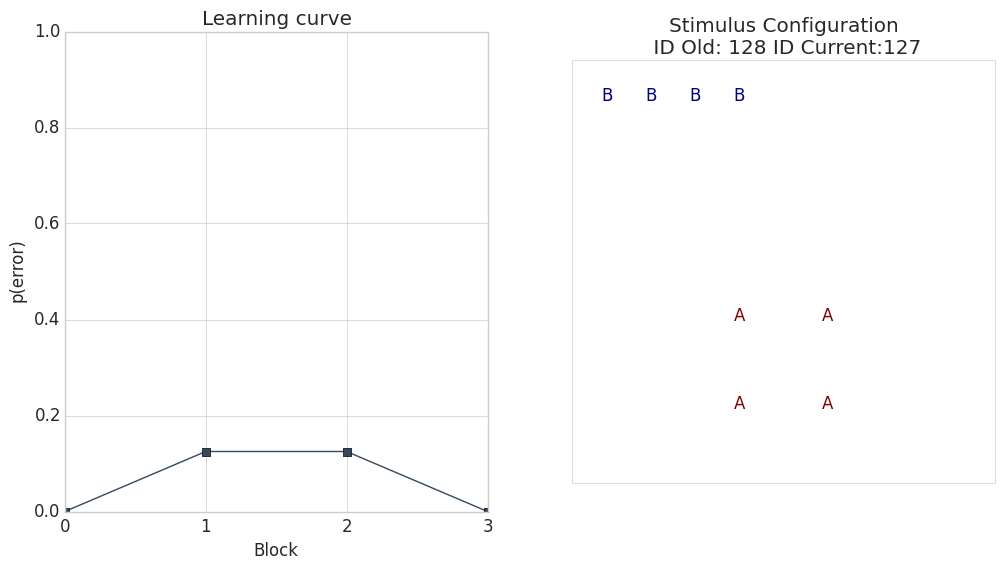 Learning curve
1.0
0.8
0.6
0.4
0.2
0.0
p(error)
0 1 2 3
Block
Stimulus Configuration
ID Old: 128 ID Current:127
B B B B
A A
A A